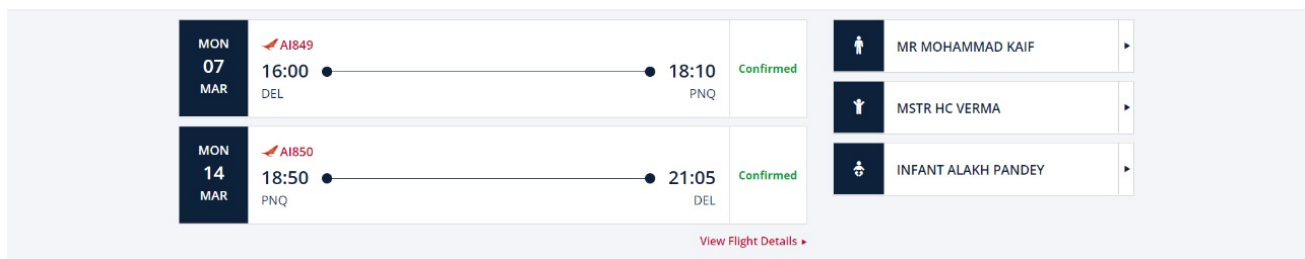 MON
07
MAR
AI849
16:00 18:10
DEL PNQ
Confirmed
MON
14
MAR
AI850
18:50 21:05
PNQ DEL
Confirmed
View Flight Details
MR MOHAMMAD KAIF
MSTR HC VERMA
INFANT ALAKH PANDEY